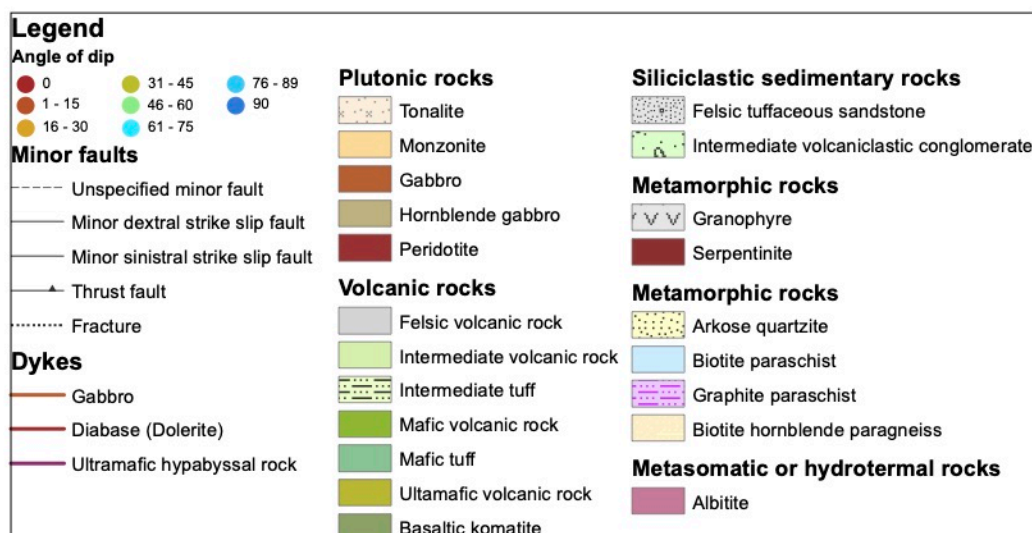 Legend
Angle of dip
0
1 - 15
16 - 30
31 - 45
46 - 60
61 - 75
76 - 89
90
Minor faults
Unspecified minor fault
Minor dextral strike slip fault
Minor sinistral strike slip fault
Thrust fault
Fracture
Dykes
Gabbro
Diabase (Dolerite)
Ultramafic hypabyssal rock
Plutonic rocks
Tonalite
Monzonite
Gabbro
Hornblende gabbro
Peridotite
Volcanic rocks
Felsic volcanic rock
Intermediate volcanic rock
Intermediate tuff
Mafic volcanic rock
Mafic tuff
Ultamafic volcanic rock
Basaltic komatite
Siliciclastic sedimentary rocks
Felsic tuffaceous sandstone
Intermediate volcaniclastic conglomerate
Metamorphic rocks
Granophyre
Serpentinite
Metamorphic rocks
Arkose quartzite
Biotite paraschist
Graphite paraschist
Biotite hornblende paragneiss
Metasomatic or hydrotermal rocks
Albitite